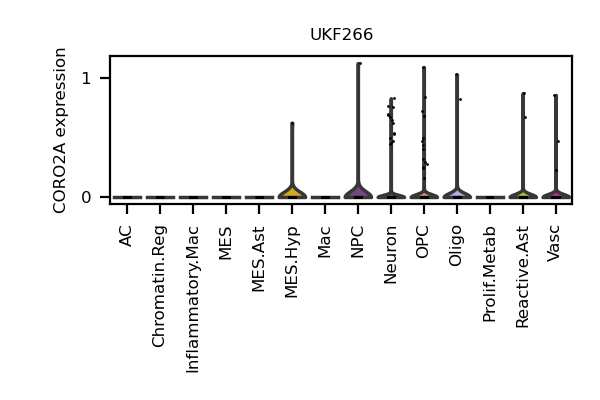 UKF266
CORO2A expression
1
0
AC
Chromatin.Reg
Inflammatory.Mac
MES
MES.Ast
MES.Hyp
Mac
NPC
Neuron
OPC
Oligo
Prolif.Metab
Reactive.Ast
Vasc